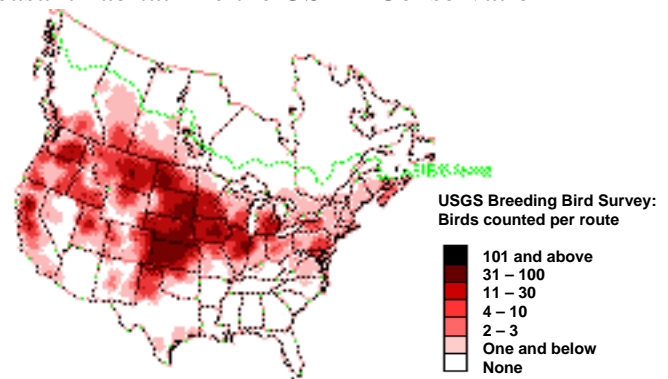 USGS Breeding Bird Survey:
Birds counted per route
101 and above
31 – 100
11 – 30
4 – 10
2 – 3
One and below
None